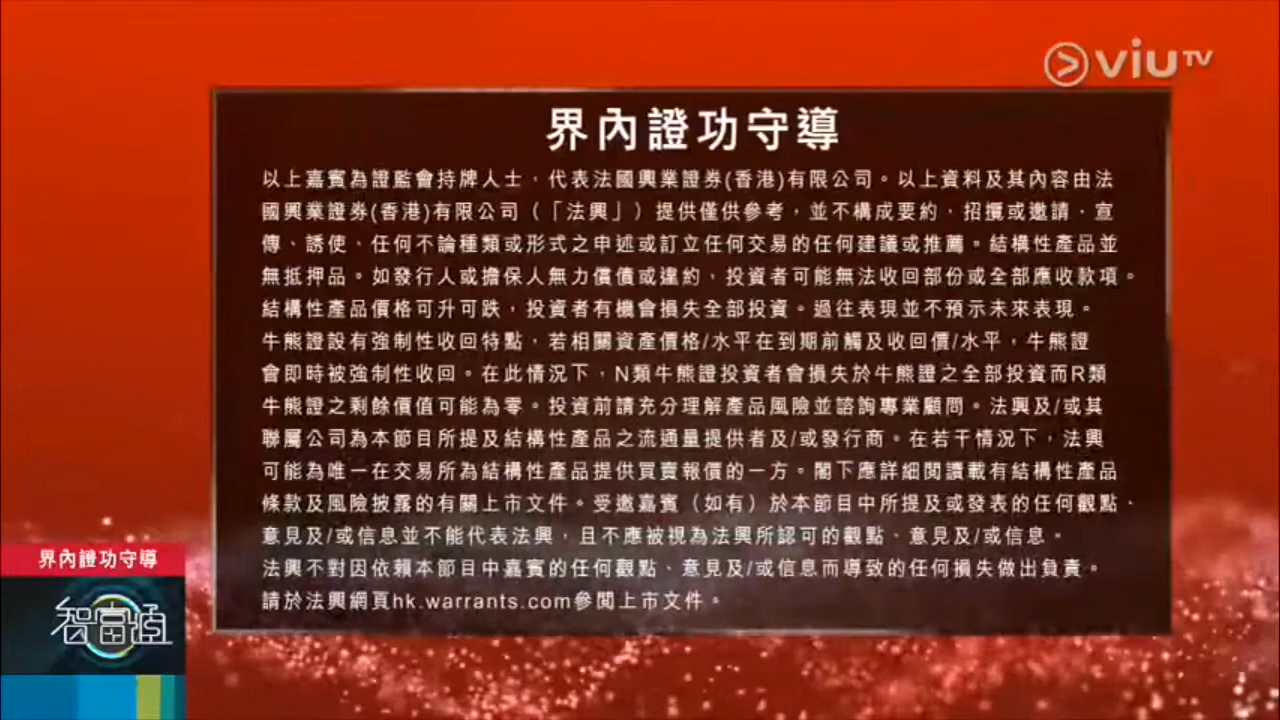 viuTV
界內證功守導
以上嘉賓為證監會持牌人士，代表法國興業證券(香港)有限公司。以上資料及其內容由法
國興業證券(香港)有限公司（「法興」）提供僅供參考，並不構成要約、招攬或邀請、宣
傳、誘使、任何不論種類或形式之申述或訂立任何交易的任何建議或推薦。結構性產品並
無抵押品。如發行人或擔保人無力償債或違約，投資者可能無法收回部份或全部應收款項。
結構性產品價格可升可跌，投資者有機會損失全部投資。過往表現並不預示未來表現。
牛熊證設有強制性收回特點，若相關資產價格/水平在到期前觸及收回價/水平，牛熊證
會即時被強制性收回。在此情況下，N類牛熊證投資者會損失於牛熊證之全部投資而R類
牛熊證之剩餘價值可能為零。投資前請充分理解產品風險並諮詢專業顧問。法興及/或其
聯屬公司為本節目所提及結構性產品之流通量提供者及/或發行商。在若干情況下，法興
可能為唯一在交易所為結構性產品提供買賣報價的一方。閣下應詳細閱讀載有結構性產品
條款及風險披露的有關上市文件。受邀嘉賓（如有）於本節目中所提及或發表的任何觀點、
意見及/或信息並不能代表法興，且不應被視為法興所認可的觀點、意見及/或信息。
法興不對因依賴本節目中嘉賓的任何觀點、意見及/或信息而導致的任何損失做出負責。
請於法興網頁hk.warrants.com參閱上市文件。
界內證功守導
智富通